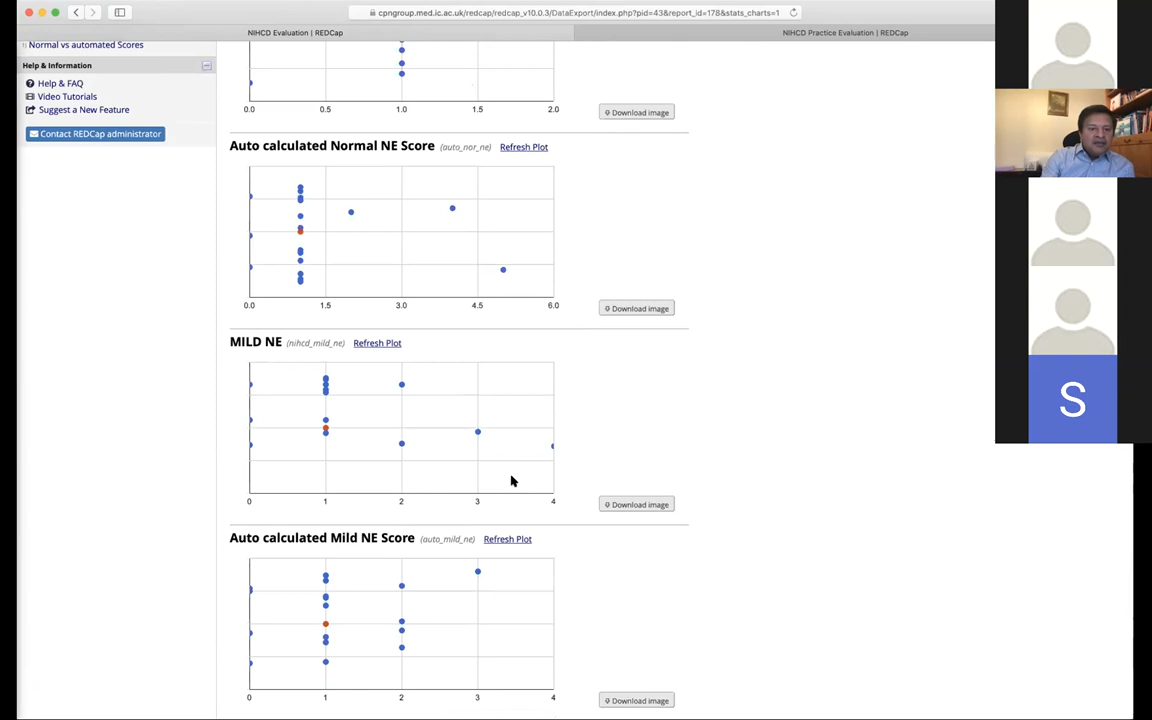 cpngroup.med.ic.ac.uk/redcap/redcap_v10.0.3/DataExport/index.php?pid=43&report_id=178&stats_charts=1
NIHCD Evaluation | REDCap
NIHCD Practice Evaluation | REDCap
Normal vs automated Scores
Help & Information
Help & FAQ
Video Tutorials
Suggest a New Feature
Contact REDCap administrator
0.0 0.5 1.0 1.5 2.0
Download image
Auto calculated Normal NE Score (auto_nor_ne) Refresh Plot
0.0 1.5 3.0 4.5 6.0
Download image
MILD NE (nihcd_mild_ne) Refresh Plot
0 1 2 3 4
Download image
Auto calculated Mild NE Score (auto_mild_ne) Refresh Plot
0 1 2 3 4
Download image
S